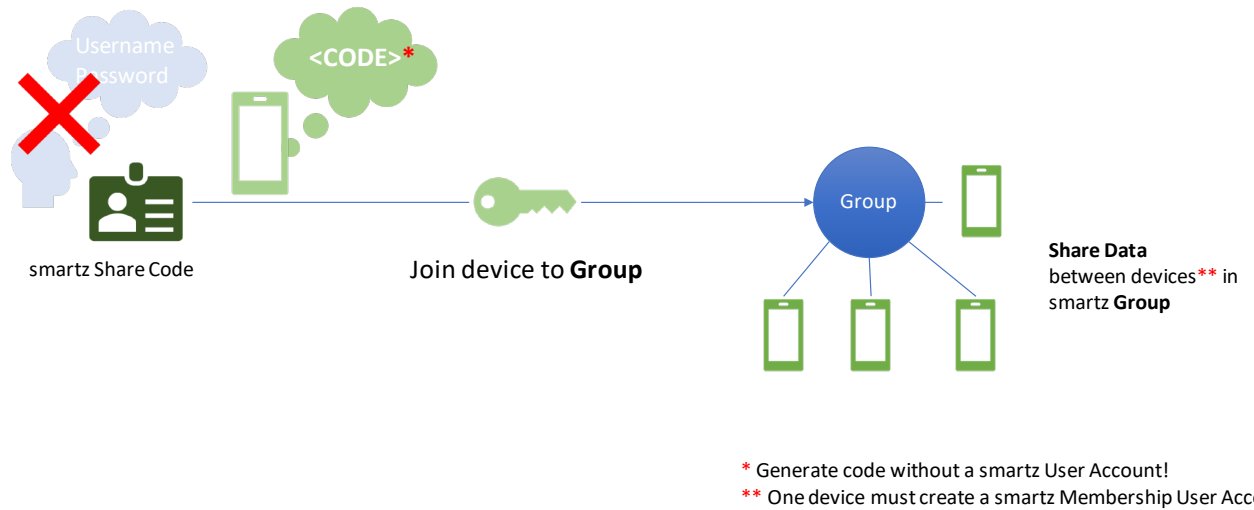 Username
Password
<CODE>*
Group
smartz Share Code
Join device to Group
Share Data
between devices** in
smartz Group
* Generate code without a smartz User Account!
** One device must create a smartz Membership User Acc